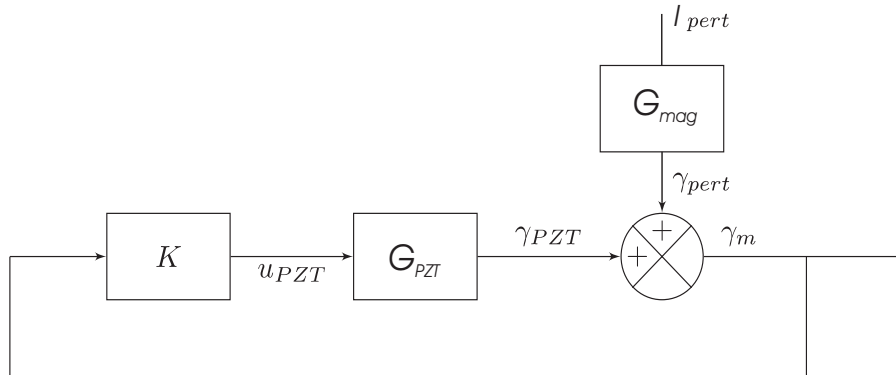 I pert
G mag
γ pert
+
K
u PZT
G PZT
γ PZT
+
γ m